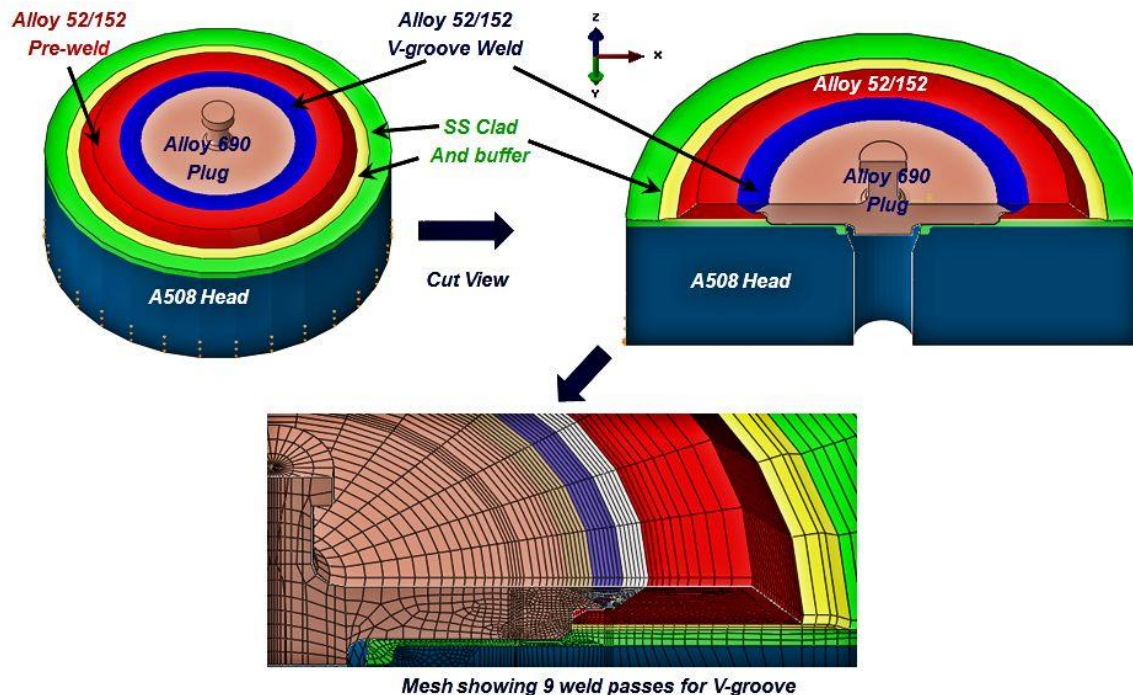 Alloy 52/152
Pre-weld
Alloy 52/152
V-groove Weld
Z
X
Y
Alloy 52/152
SS Clad
And buffer
Alloy 690
Plug
Alloy 690
Plug
A508 Head
Cut View
A508 Head
Mesh showing 9 weld passes for V-groove